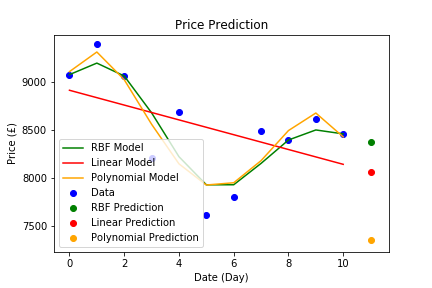 Price Prediction
Price (£)
9000
8500
8000
7500
RBF Model
Linear Model
Polynomial Model
Data
RBF Prediction
Linear Prediction
Polynomial Prediction
0 2 4 6 8 10
Date (Day)